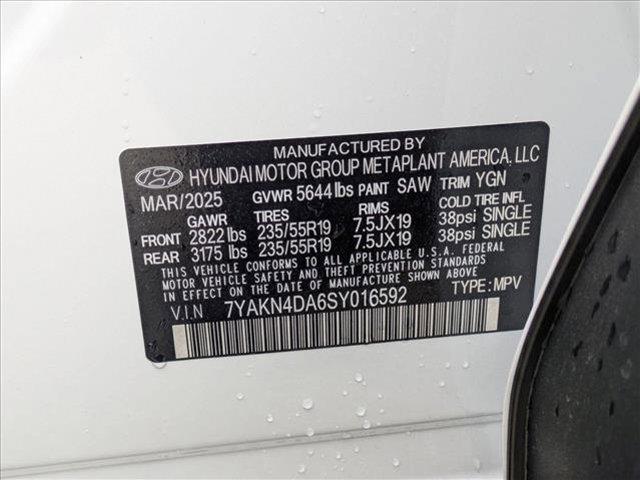 MANUFACTURED BY
HYUNDAI MOTOR GROUP METAPLANT AMERICA, LLC
MAR/2025 GVWR 5644 lbs PAINT SAW TRIM YGN
GAWR TIRES RIMS COLD TIRE INFL
FRONT 2822 lbs 235/55R19 7.5JX19 38psi SINGLE
REAR 3175 lbs 235/55R19 7.5JX19 38psi SINGLE
THIS VEHICLE CONFORMS TO ALL APPLICABLE U.S.A. FEDERAL
MOTOR VEHICLE SAFETY, BUMPER, AND THEFT PREVENTION STANDARDS
IN EFFECT ON THE DATE OF MANUFACTURE SHOWN ABOVE.
V.I.N 7YAKN4DA6SY016592 TYPE: MPV